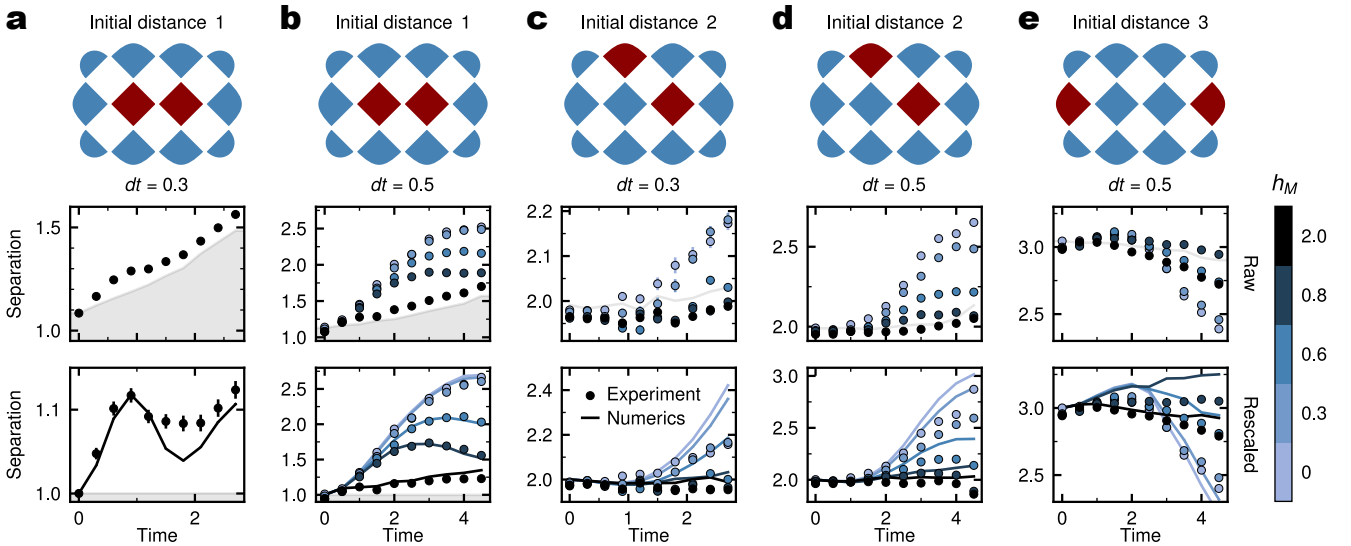 a b c d e
Initial distance 1 Initial distance 1 Initial distance 2 Initial distance 2 Initial distance 3
dt = 0.3 dt = 0.5 dt = 0.3 dt = 0.5 dt = 0.5 h_M
Separation 1.5 1.0
2.5 2.0 1.5 1.0
2.2 2.1 2.0
2.5 2.0
3.0 2.5
Raw
Separation 1.1 1.0
2.5 2.0 1.5 1.0
2.4 2.2 2.0
Experiment
Numerics
3.0 2.5 2.0
3.0 2.5
Rescaled
2.0
0.8
0.6
0.3
0
0 2 0 2 4 0 1 2 0 2 4 0 2 4
Time Time Time Time Time